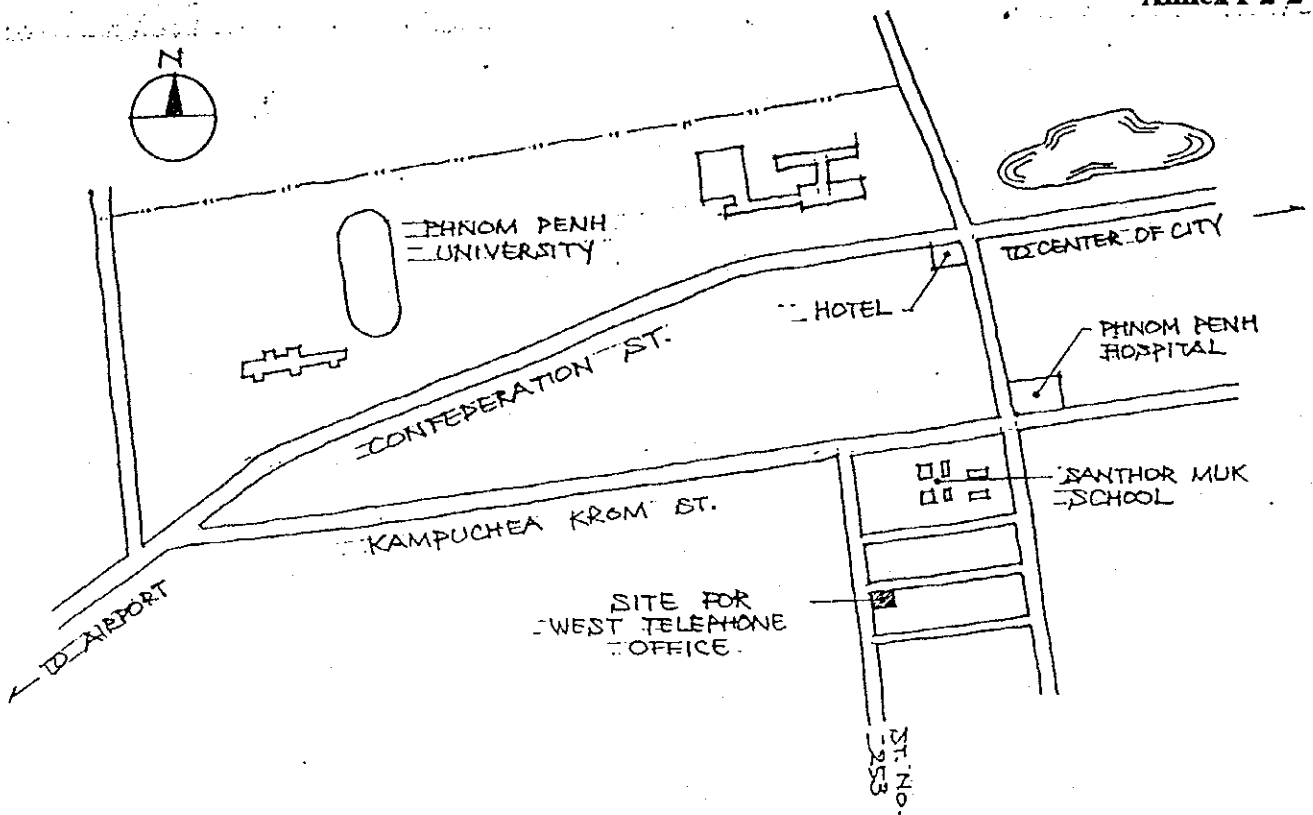 N
PHNOM PENH
UNIVERSITY
TO CENTER OF CITY
HOTEL
PHNOM PENH
HOSPITAL
CONFEDERATION ST.
SANTHOR MUK
SCHOOL
KAMPUCHEA KROM ST.
SITE FOR
WEST TELEPHONE
OFFICE
TO AIRPORT
ST. NO.
253